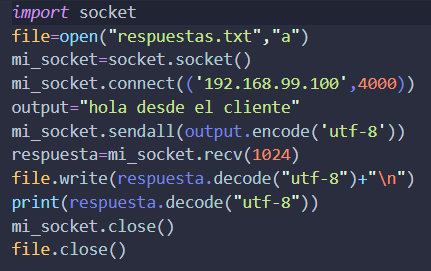 import socket
file=open("respuestas.txt","a")
mi_socket=socket.socket()
mi_socket.connect(('192.168.99.100',4000))
output="hola desde el cliente"
mi_socket.sendall(output.encode('utf-8'))
respuesta=mi_socket.recv(1024)
file.write(respuesta.decode("utf-8")+"\n")
print(respuesta.decode("utf-8"))
mi_socket.close()
file.close()